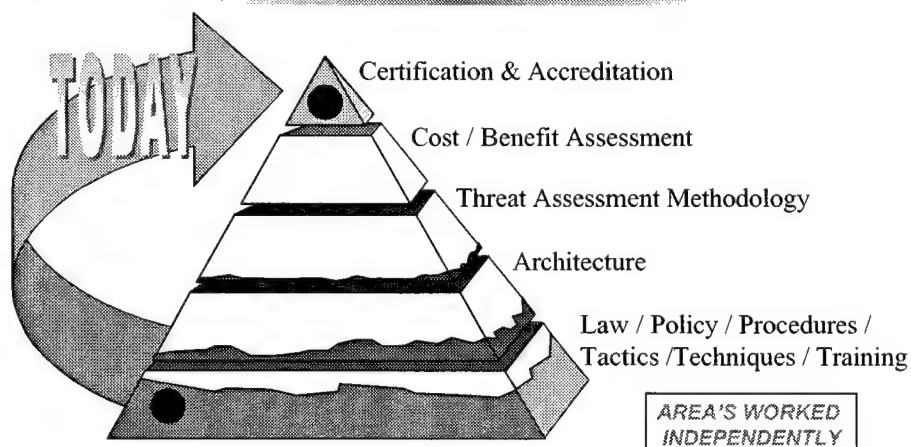 TODAY
Certification & Accreditation
Cost / Benefit Assessment
Threat Assessment Methodology
Architecture
Law / Policy / Procedures /
Tactics /Techniques / Training
AREA'S WORKED
INDEPENDENTLY